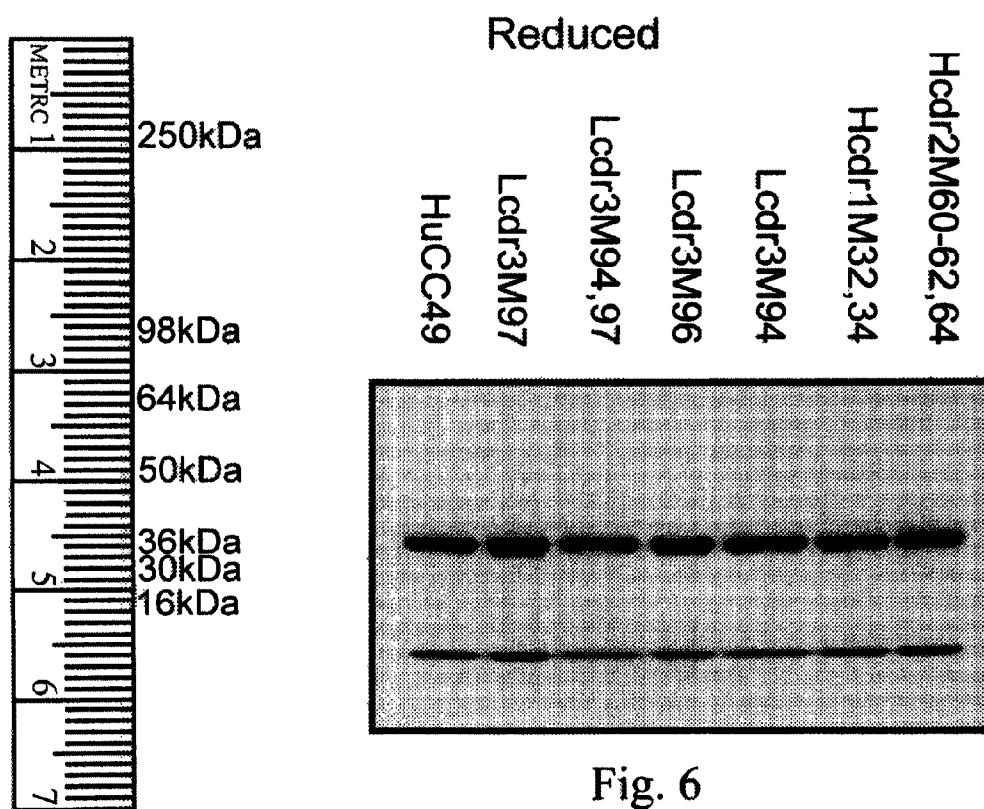 Reduced
METRC 1
2
3
4
5
6
7
250kDa
98kDa
64kDa
50kDa
36kDa
30kDa
16kDa
HuCC49
Lcdr3M97
Lcdr3M94,97
Lcdr3M96
Lcdr3M94
Hcdr1M32,34
Hcdr2M60-62,64
Fig. 6